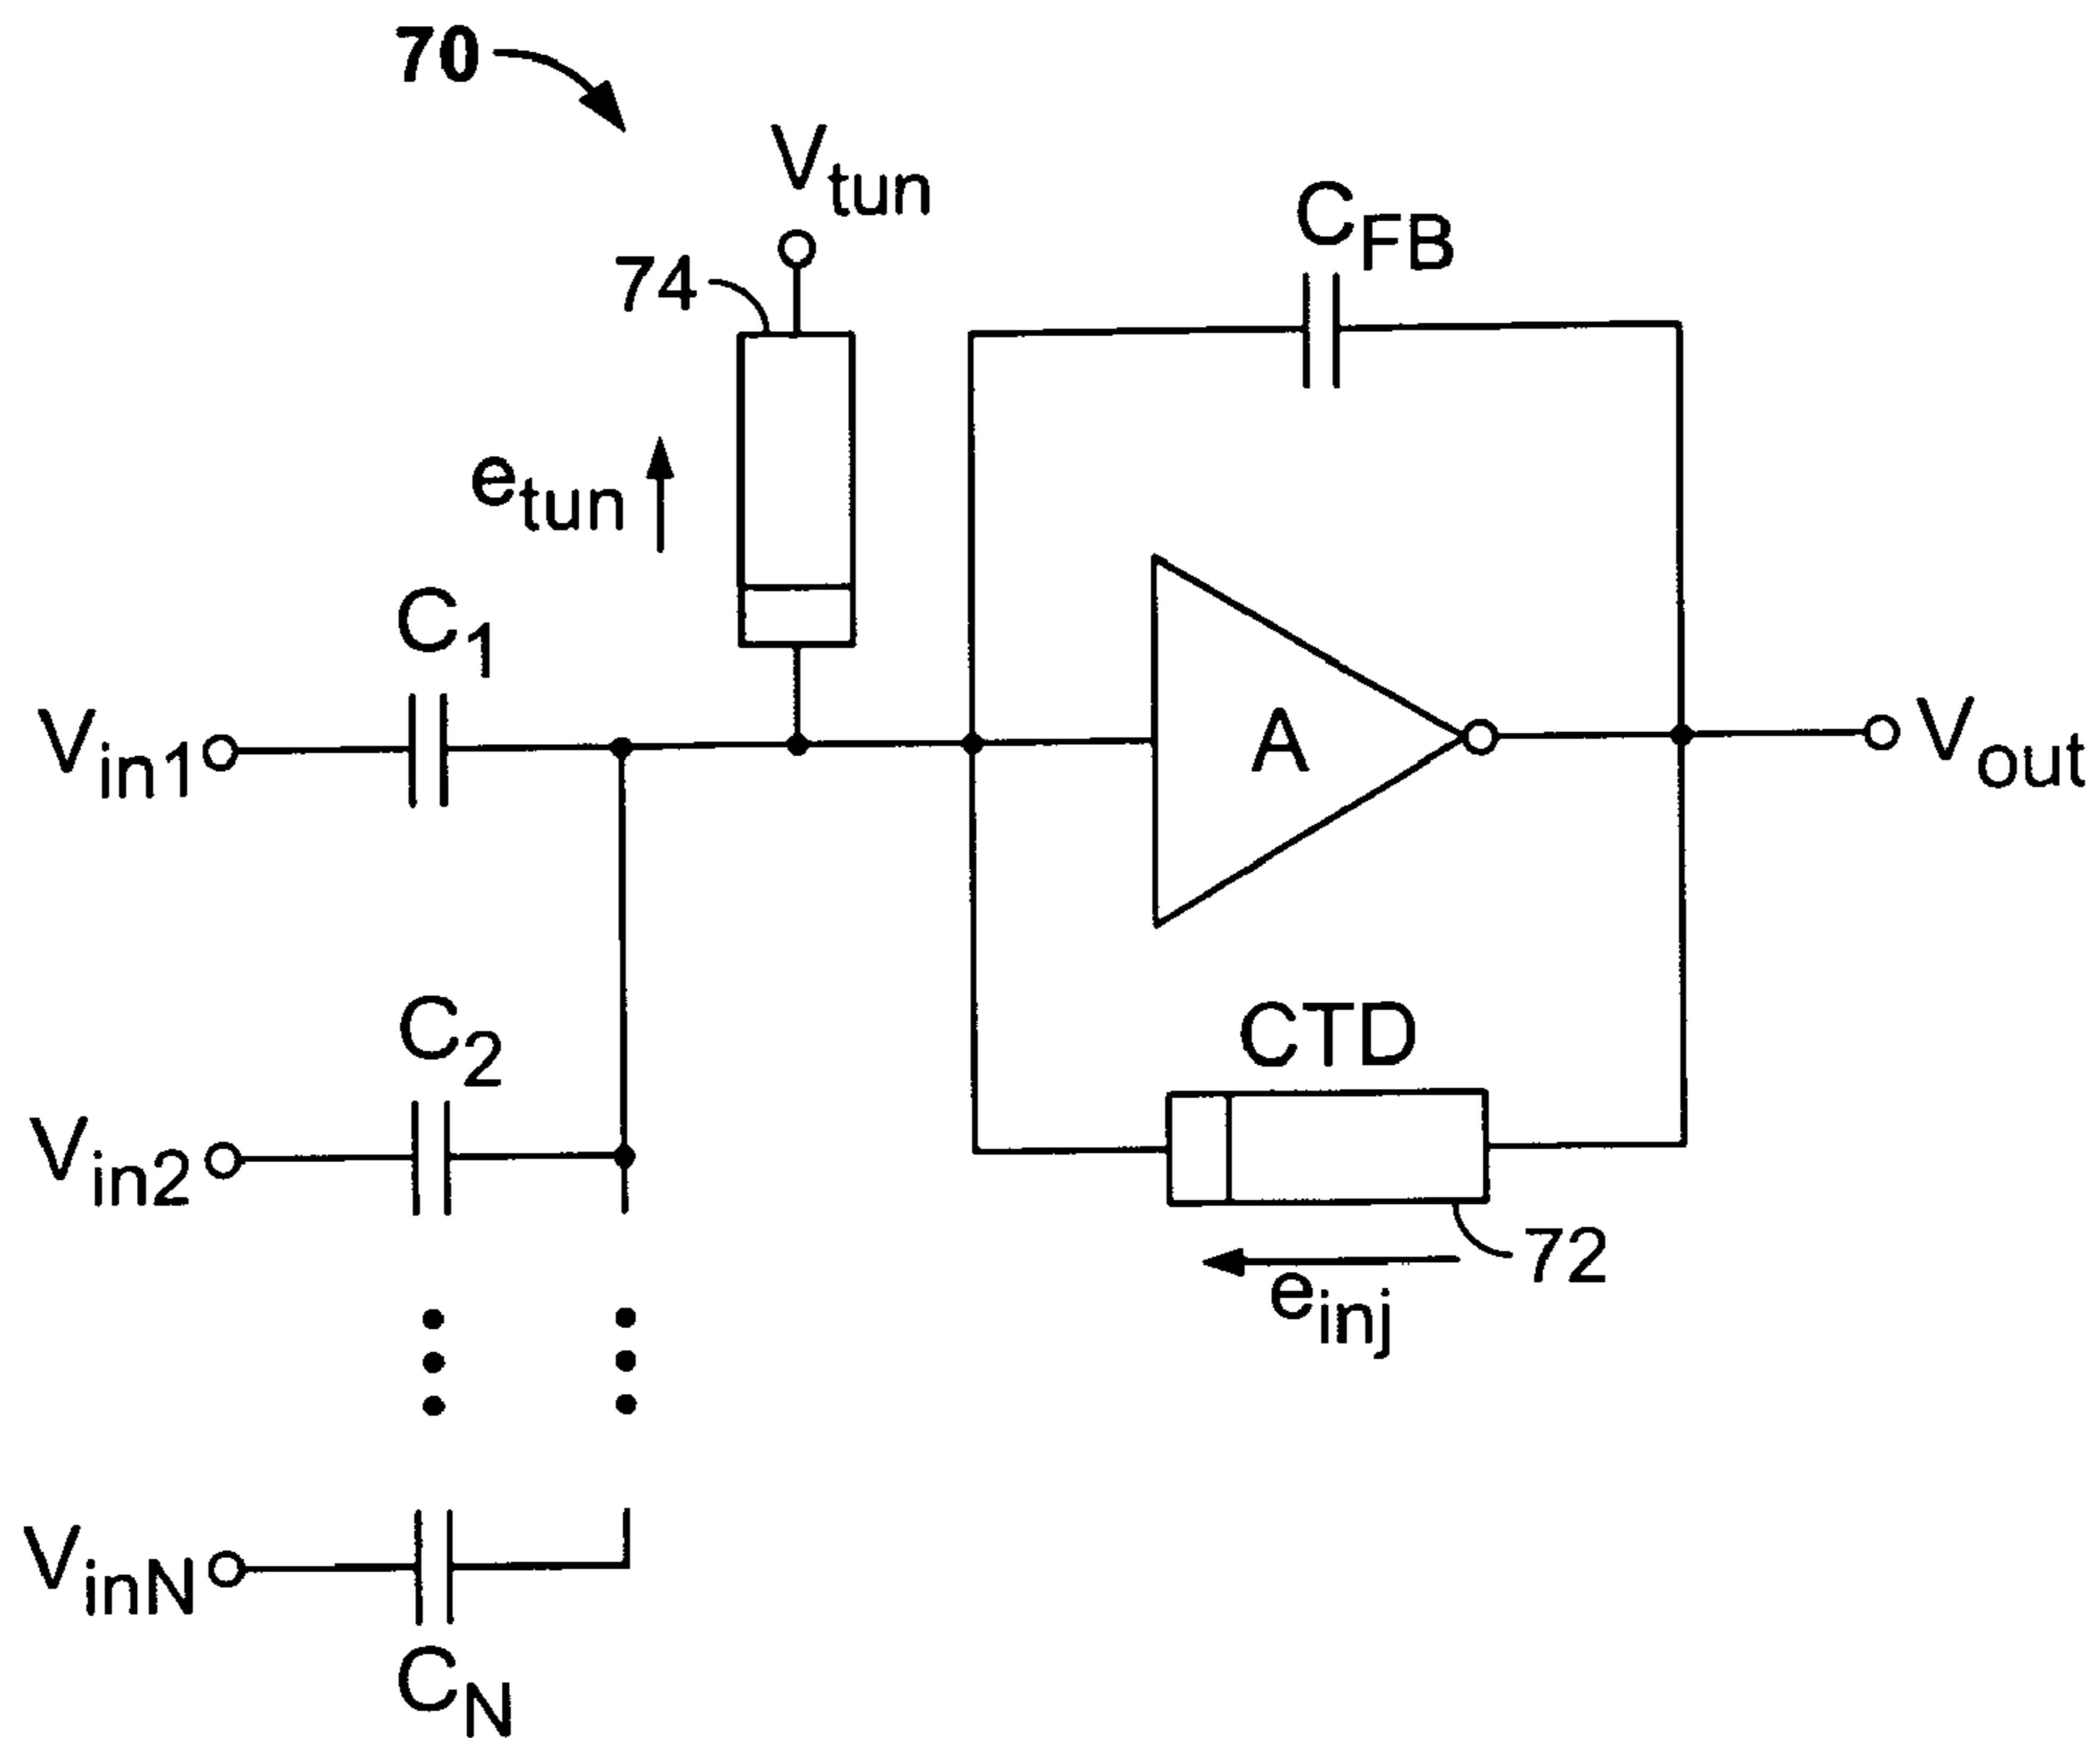 70
Vtun
CFB
74
etun
C1
Vin1
A
Vout
C2
CTD
Vin2
72
einj
VinN
CN